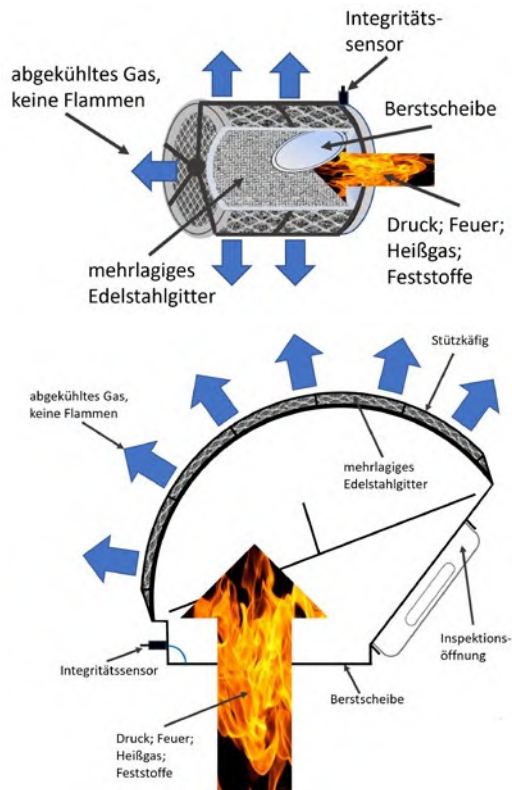 Integritäts-
sensor
abgekühltes Gas,
keine Flammen
Berstscheibe
Druck; Feuer;
Heißgas;
Feststoffe
mehrlagiges
Edelstahlgitter
Stützkäfig
abgekühltes Gas,
keine Flammen
mehrlagiges
Edelstahlgitter
Inspektions-
öffnung
Integritätssensor
Berstscheibe
Druck; Feuer;
Heißgas;
Feststoffe